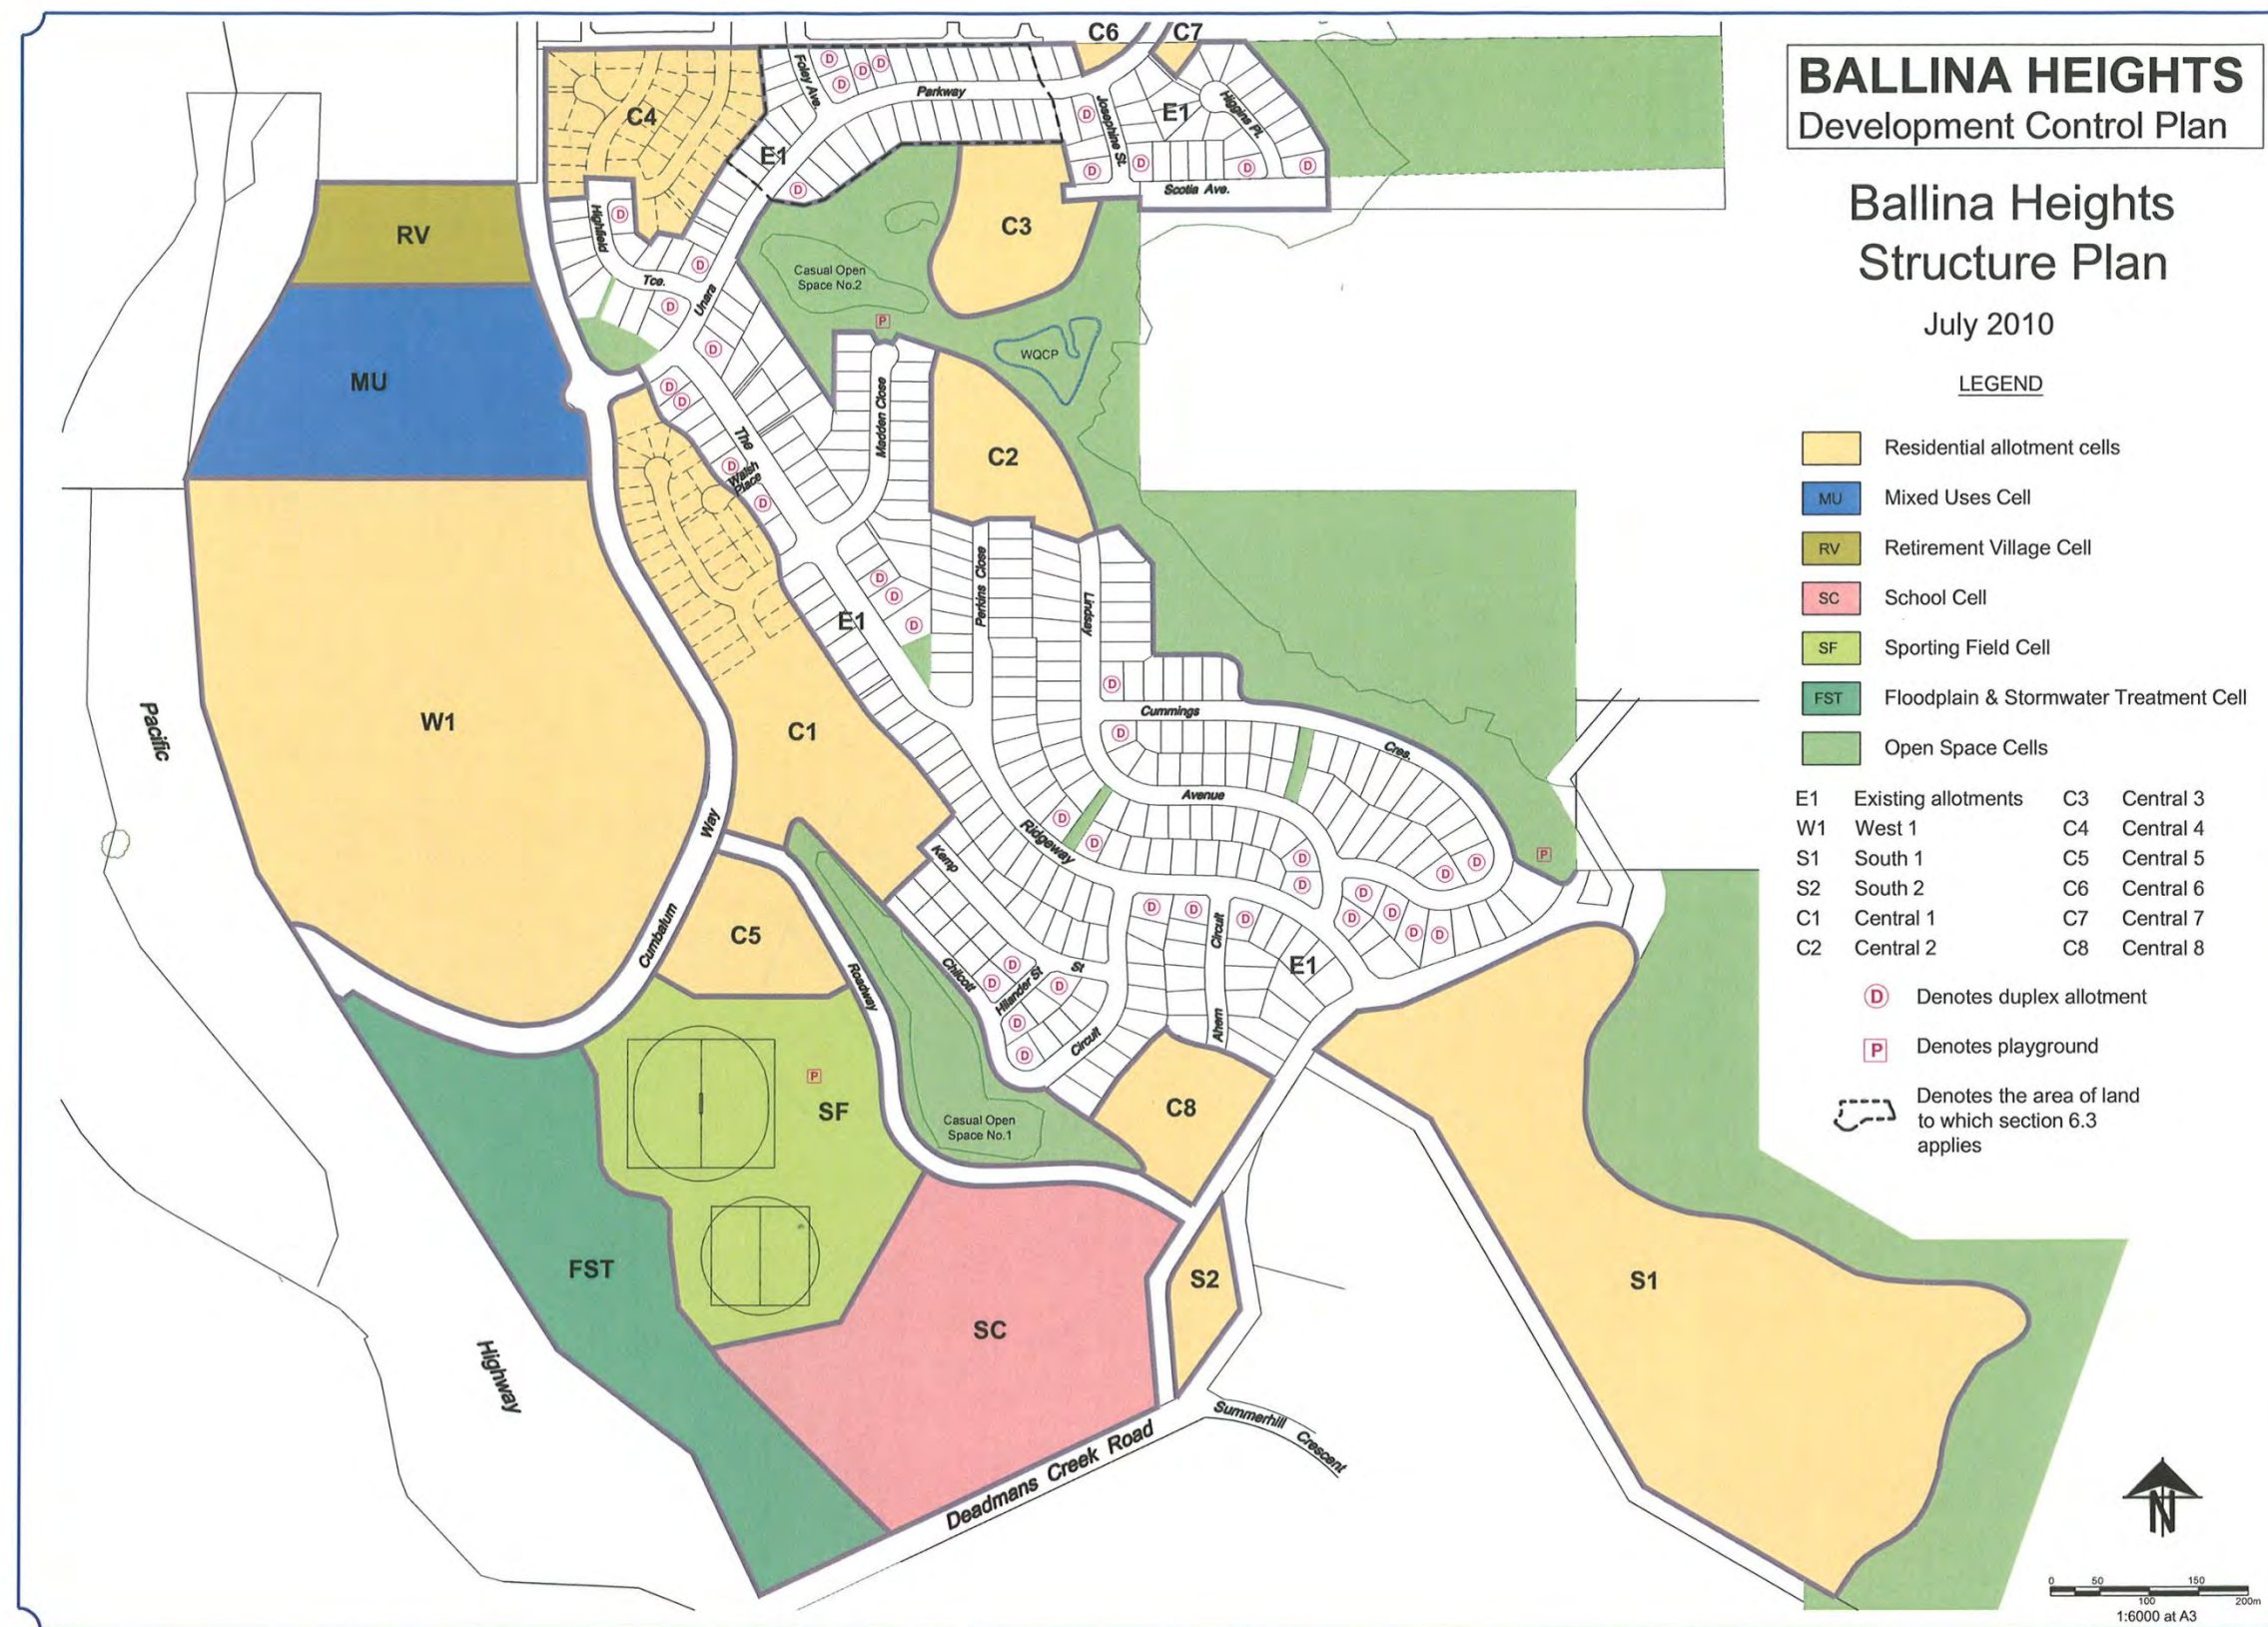 BALLINA HEIGHTS
Development Control Plan
Ballina Heights
Structure Plan
July 2010
LEGEND
Residential allotment cells
MU Mixed Uses Cell
RV Retirement Village Cell
SC School Cell
SF Sporting Field Cell
FST Floodplain & Stormwater Treatment Cell
Open Space Cells
E1 Existing allotments C3 Central 3
W1 West 1 C4 Central 4
S1 South 1 C5 Central 5
S2 South 2 C6 Central 6
C1 Central 1 C7 Central 7
C2 Central 2 C8 Central 8
D Denotes duplex allotment
P Denotes playground
Denotes the area of land
to which section 6.3
applies
N
0 50 150
100 200m
1:6000 at A3
C6 C7
Foley Ave.
D D D D
Parkway
C4
E1
D
Josephine St.
E1
Higgins Pl.
D D D D D
Scotia Ave.
RV
Highfield
Tce.
D D D
Unara
D
Casual Open
Space No.2
C3
P
WQCP
MU
D D
The
D
Walsh
Place
D
Madden Close
C2
Perkins Close
Lindsay
D D D
E1
W1
C1
D
Cummings
Cres.
D
Avenue
Ridgeway
D D
D D
D D
P
Pacific
Way
Cumbalum
C5
Kemp
Roadway
Chilcott
D D
Hilander St
St
D D D
Circuit
D D
Circuit
D
Ahern
E1
D D D D D
C8
Casual Open
Space No.1
P
SF
FST
SC
S2
S1
Highway
Deadmans Creek Road
Summerhill
Crescent